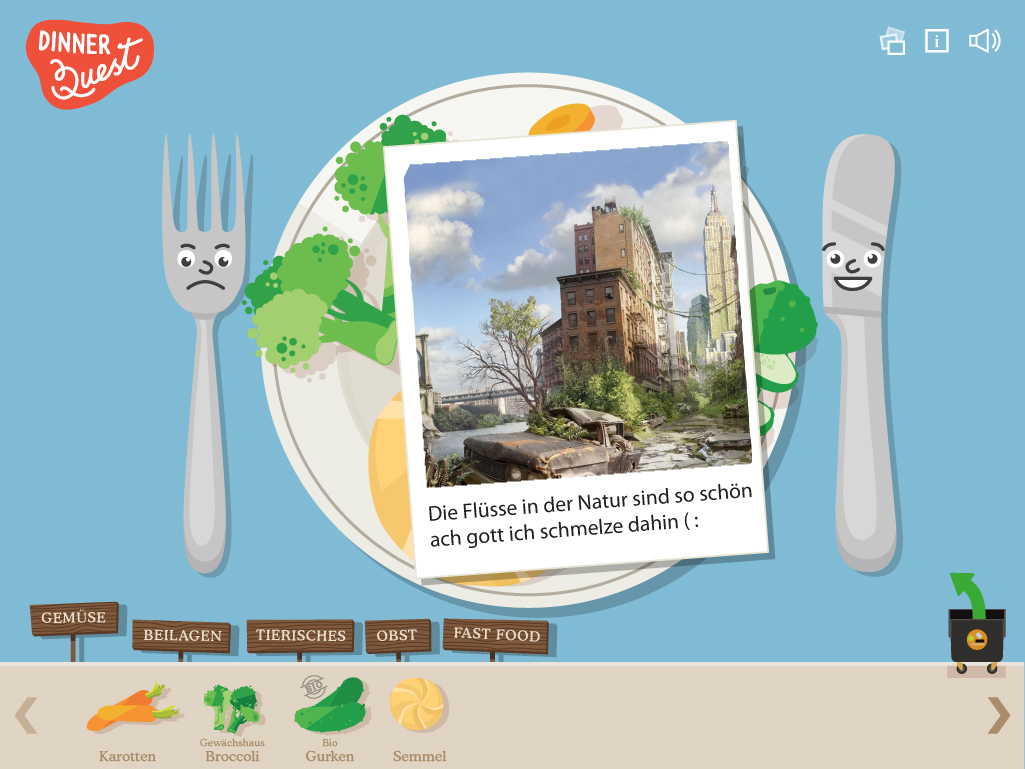 DINNER
Quest
i
Die Flüsse in der Natur sind so schön
ach gott ich schmelze dahin ( :
GEMÜSE
BEILAGEN
TIERISCHES
OBST
FAST FOOD
BIO
Karotten
Gewächshaus
Broccoli
Bio
Gurken
Semmel